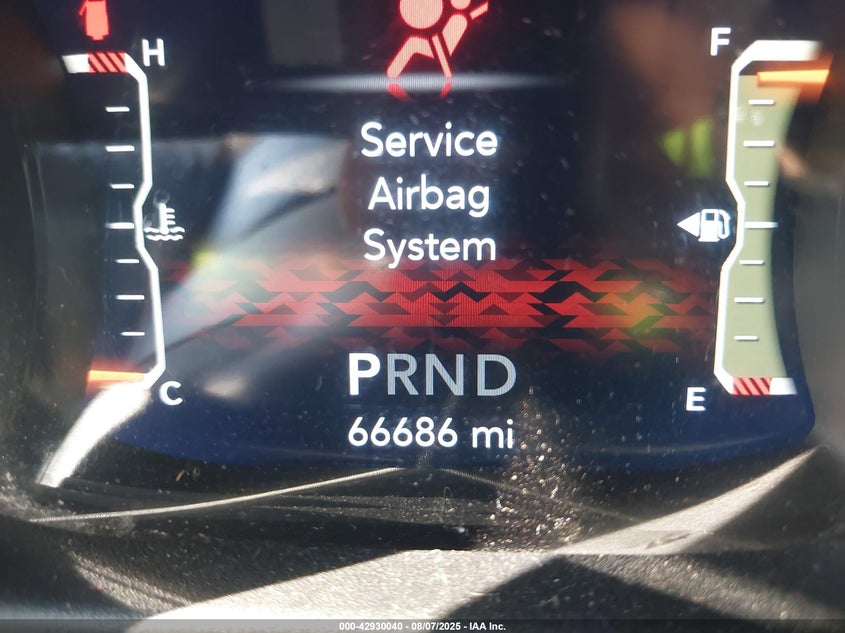 H
F
Service
Airbag
System
PRND
C
E
66686 mi
000-42930040 - 08/07/2025 - IAA Inc.